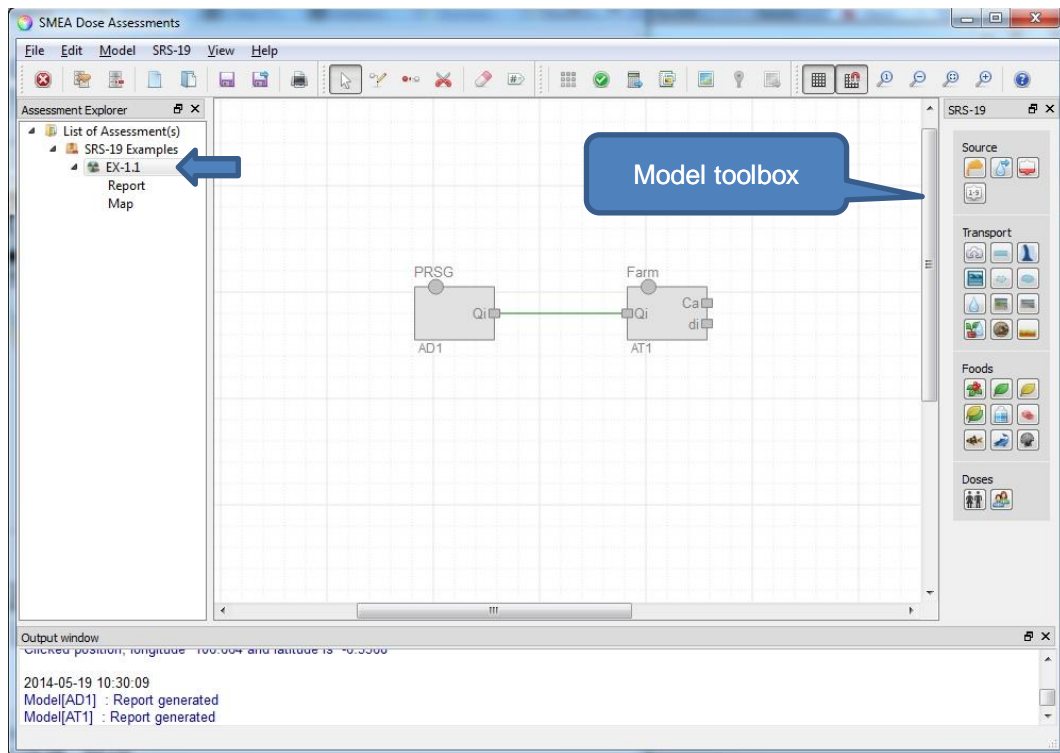 SMEA Dose Assessments
File Edit Model SRS-19 View Help
Assessment Explorer
List of Assessment(s)
SRS-19 Examples
EX-1.1
Report
Map
Model toolbox
PRSG
Qi
AD1
Farm
Qi
Ca
di
AT1
SRS-19
Source
1-9
Transport
Foods
Doses
Output window
2014-05-19 10:30:09
Model[AD1] : Report generated
Model[AT1] : Report generated